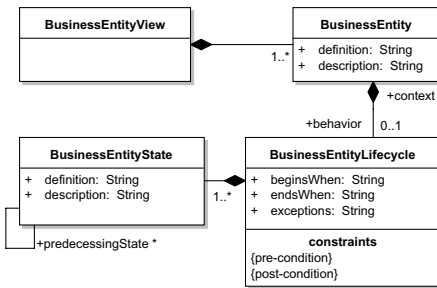 BusinessEntityView
BusinessEntity
+ definition: String
+ description: String
1..*
+context
+behavior
0..1
BusinessEntityState
+ definition: String
+ description: String
1..*
+predecessingState *
BusinessEntityLifecycle
+ beginsWhen: String
+ endsWhen: String
+ exceptions: String
constraints
{pre-condition}
{post-condition}